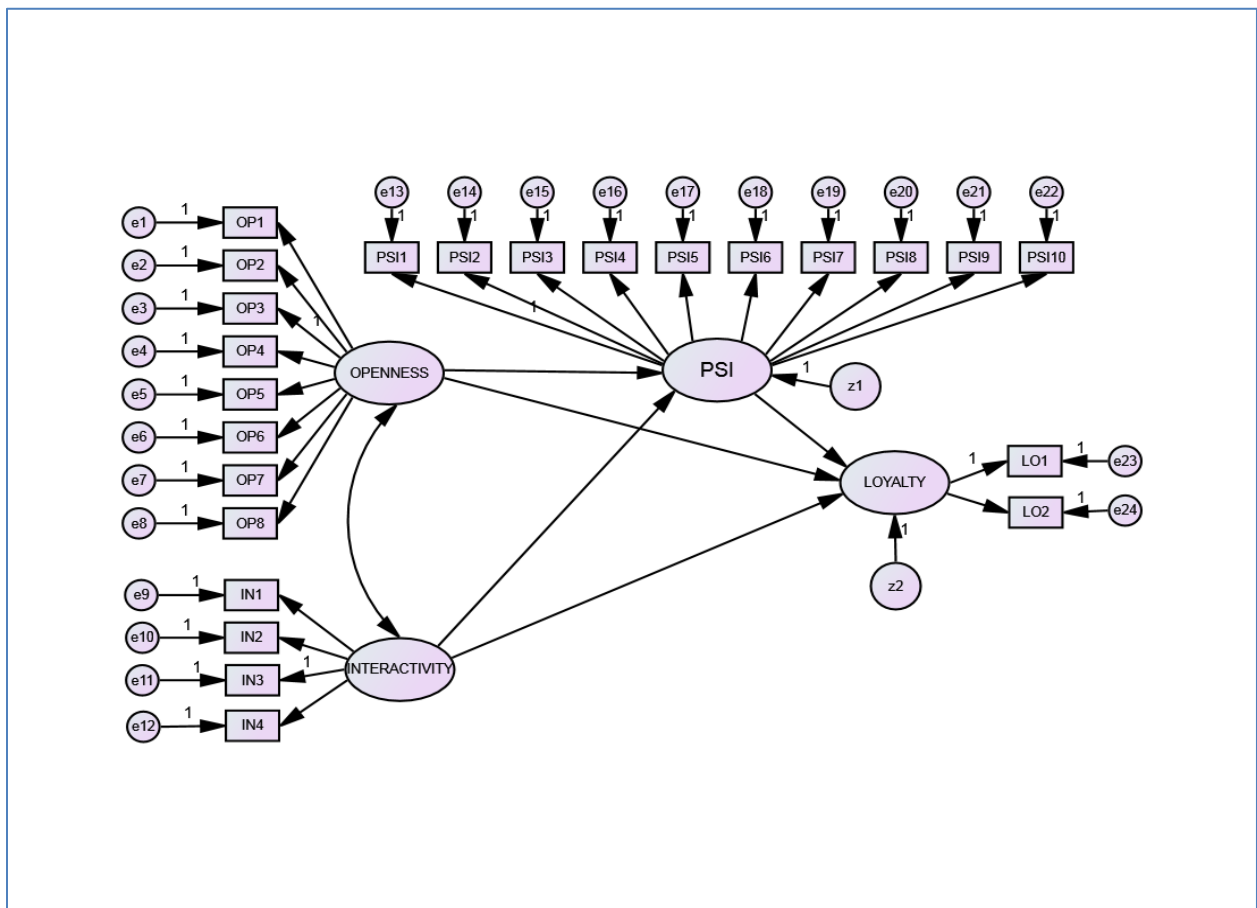 e13 e14 e15 e16 e17 e18 e19 e20 e21 e22
1 1 1 1 1 1 1 1 1 1
PSI1 PSI2 PSI3 PSI4 PSI5 PSI6 PSI7 PSI8 PSI9 PSI10
1
e1 1 OP1
e2 1 OP2
e3 1 OP3
1
e4 1 OP4
e5 1 OP5
e6 1 OP6
e7 1 OP7
e8 1 OP8
OPENNESS
PSI
1 z1
LOYALTY
1 LO1 1 e23
LO2 1 e24
1
z2
e9 1 IN1
e10 1 IN2
e11 1 IN3 1
e12 1 IN4
INTERACTIVITY